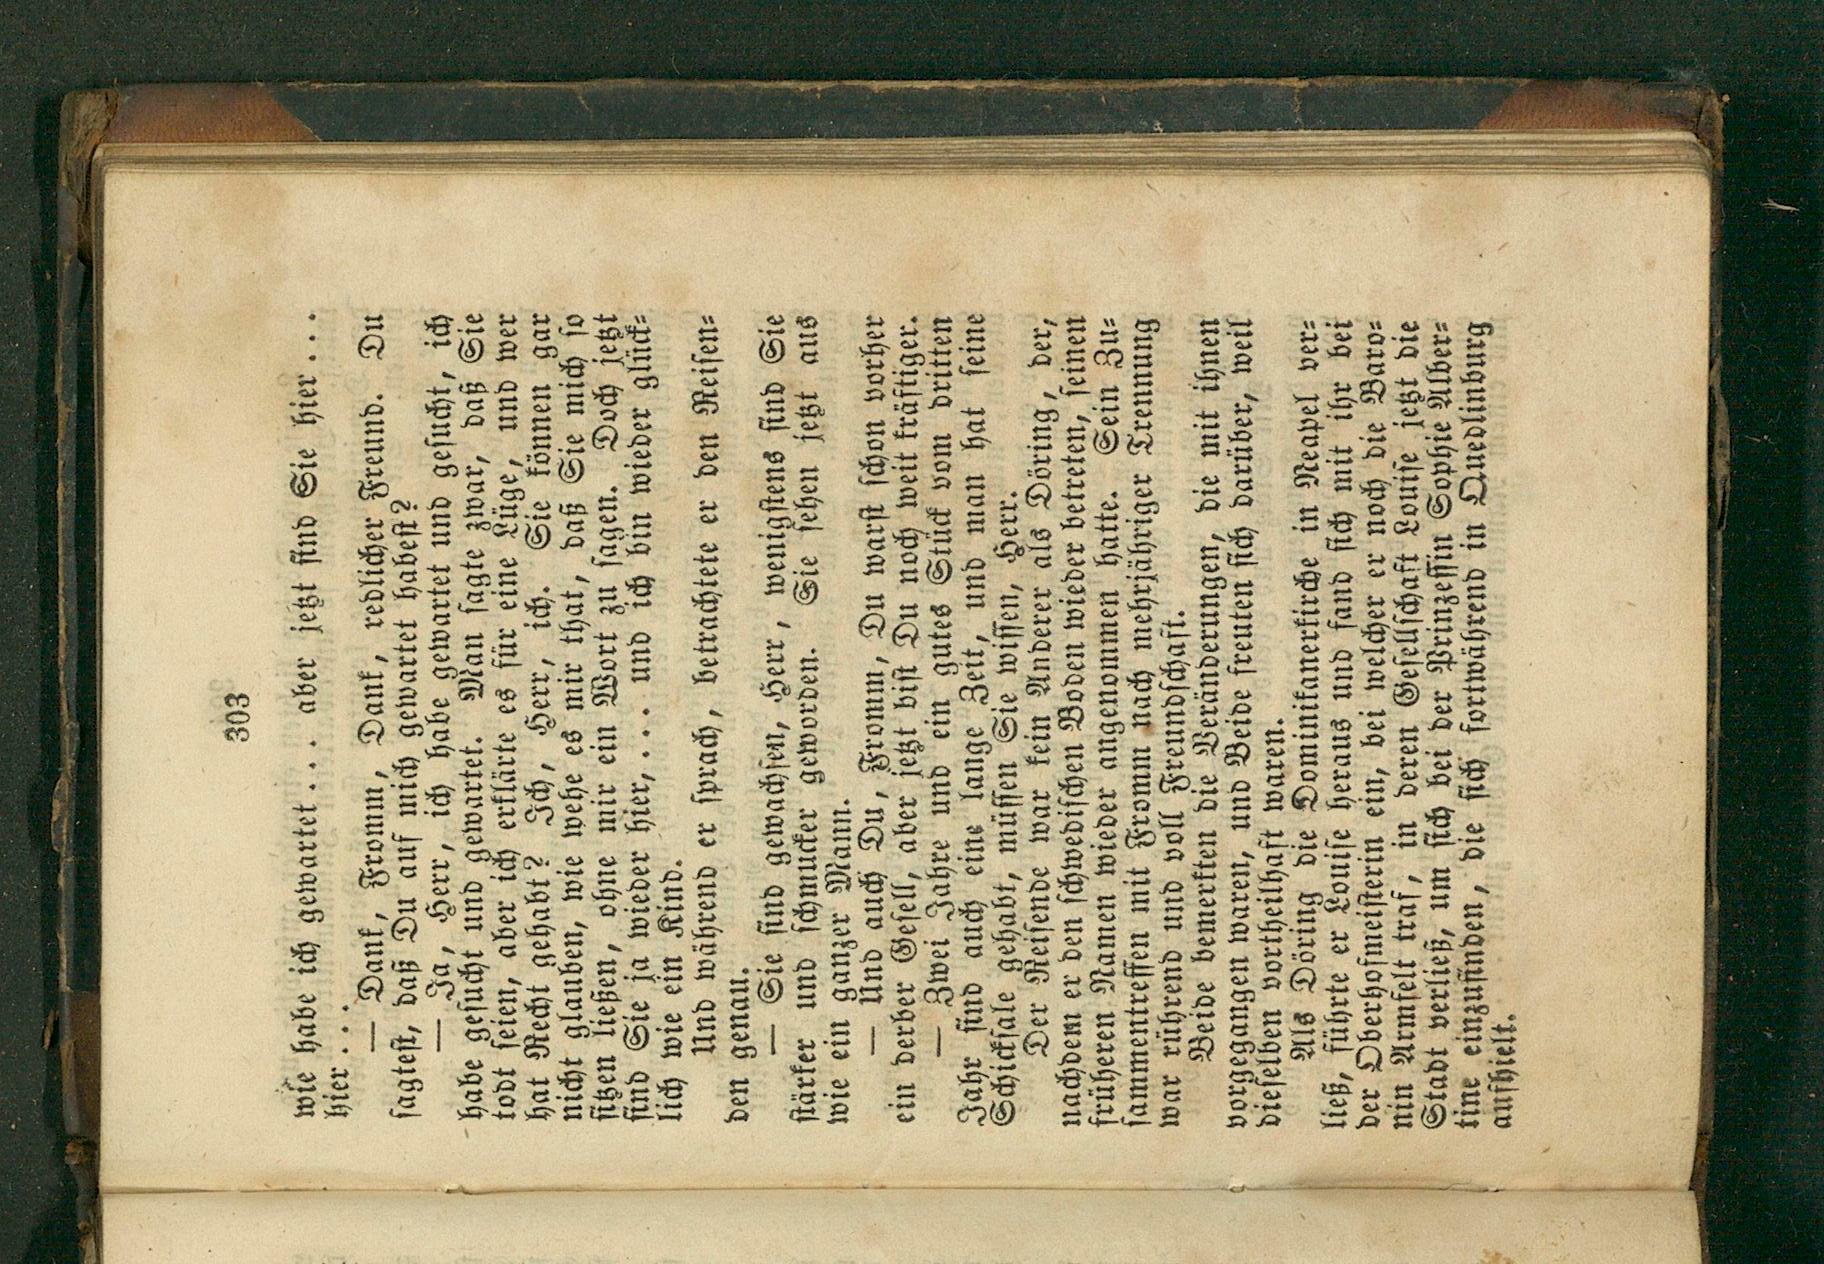 303
wie habe ich gewartet . . . aber jetzt sind Sie hier . . .
hier . . . .
— Dank, Fromm, Dank, redlicher Freund. Du
sagtest, daß Du auf mich gewartet habest?
— Ja, Herr, ich habe gewartet und gesucht, ich
habe gesucht und gewartet. Man sagte zwar, daß Sie
todt seien, aber ich erklärte es für eine Lüge, und wer
hat Recht gehabt? Ich, Herr, ich. Sie können gar
nicht glauben, wie wehe es mir that, daß Sie mich so
sitzen ließen, ohne mir ein Wort zu sagen. Doch jetzt
sind Sie ja wieder hier, . . . und ich bin wieder glück=
lich wie ein Kind.
Und während er sprach, betrachtete er den Reisen=
den genau.
— Sie sind gewachsen, Herr, wenigstens sind Sie
stärker und schmucker geworden. Sie sehen jetzt aus
wie ein ganzer Mann.
— Und auch Du, Fromm, Du warst schon vorher
ein derber Gesell, aber jetzt bist Du noch weit kräftiger.
— Zwei Jahre und ein gutes Stück vom dritten
Jahr sind auch eine lange Zeit, und man hat seine
Schicksale gehabt, müssen Sie wissen, Herr.
Der Reisende war kein Anderer als Döring, der,
nachdem er den schwedischen Boden wieder betreten, seinen
früheren Namen wieder angenommen hatte. Sein Zu=
sammentreffen mit Fromm nach mehrjähriger Trennung
war rührend und voll Freundschaft.
Beide bemerkten die Veränderungen, die mit ihnen
vorgegangen waren, und Beide freuten sich darüber, weil
dieselben vortheilhaft waren.
Als Döring die Dominikanerkirche in Neapel ver=
ließ, führte er Louise heraus und fand sich mit ihr bei
der Oberhofmeisterin ein, bei welcher er noch die Baro=
nin Armfelt traf, in deren Gesellschaft Louise jetzt die
Stadt verließ, um sich bei der Prinzessin Sophie Alber=
tine einzufinden, die sich fortwährend in Quedlinburg
aufhielt.